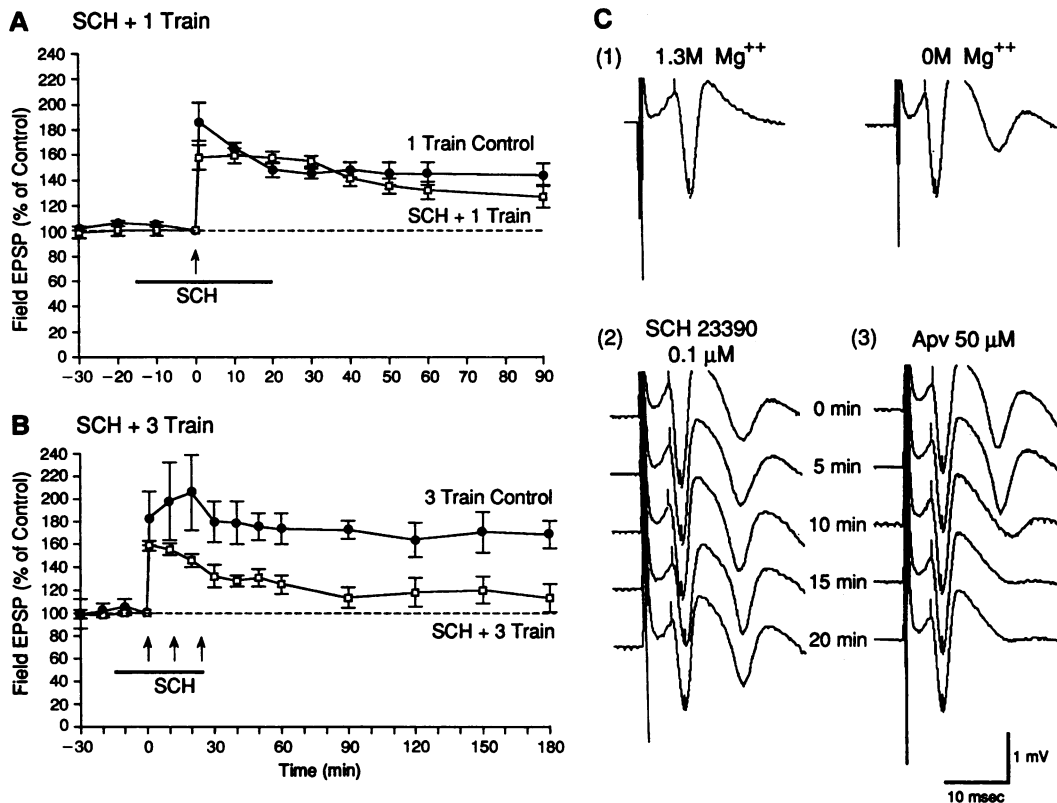 A
SCH + 1 Train
Field EPSP (% of Control)
240
220
200
180
160
140
120
100
80
60
40
20
0
1 Train Control
SCH + 1 Train
SCH
−30 −20 −10 0 10 20 30 40 50 60 70 80 90
B
SCH + 3 Train
Field EPSP (% of Control)
240
220
200
180
160
140
120
100
80
60
40
20
0
3 Train Control
SCH + 3 Train
SCH
−30 0 30 60 90 120 150 180
Time (min)
C
(1) 1.3M Mg++ 0M Mg++
(2) SCH 23390
0.1 µM
(3) Apv 50 µM
0 min
5 min
10 min
15 min
20 min
1 mV
10 msec